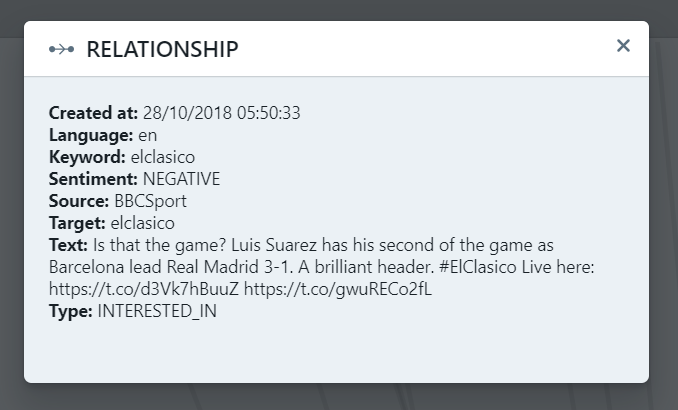 RELATIONSHIP
Created at: 28/10/2018 05:50:33
Language: en
Keyword: elclasico
Sentiment: NEGATIVE
Source: BBCSport
Target: elclasico
Text: Is that the game? Luis Suarez has his second of the game as
Barcelona lead Real Madrid 3-1. A brilliant header. #ElClasico Live here:
https://t.co/d3Vk7hBuuZ https://t.co/gwuRECo2fL
Type: INTERESTED_IN